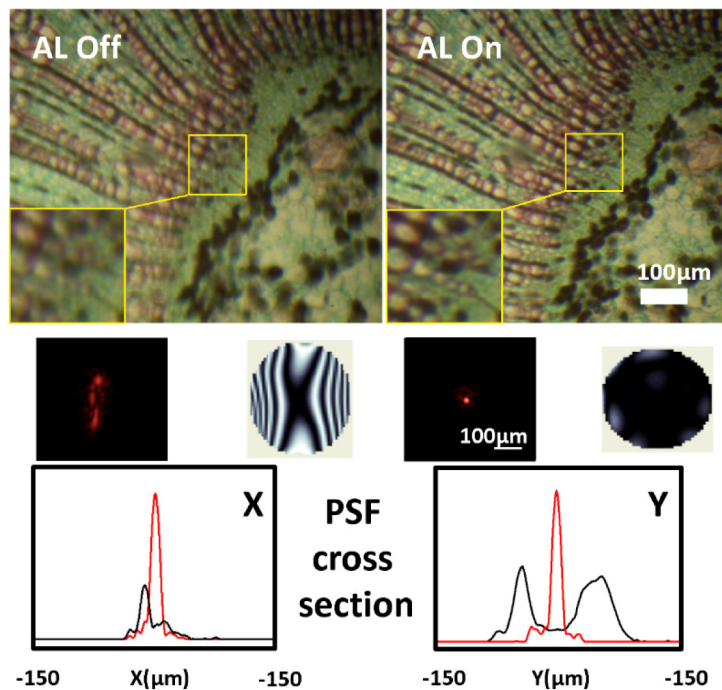 AL Off
AL On
100μm
100μm
X
PSF
cross
section
Y
-150
X(μm)
-150
-150
Y(μm)
-150